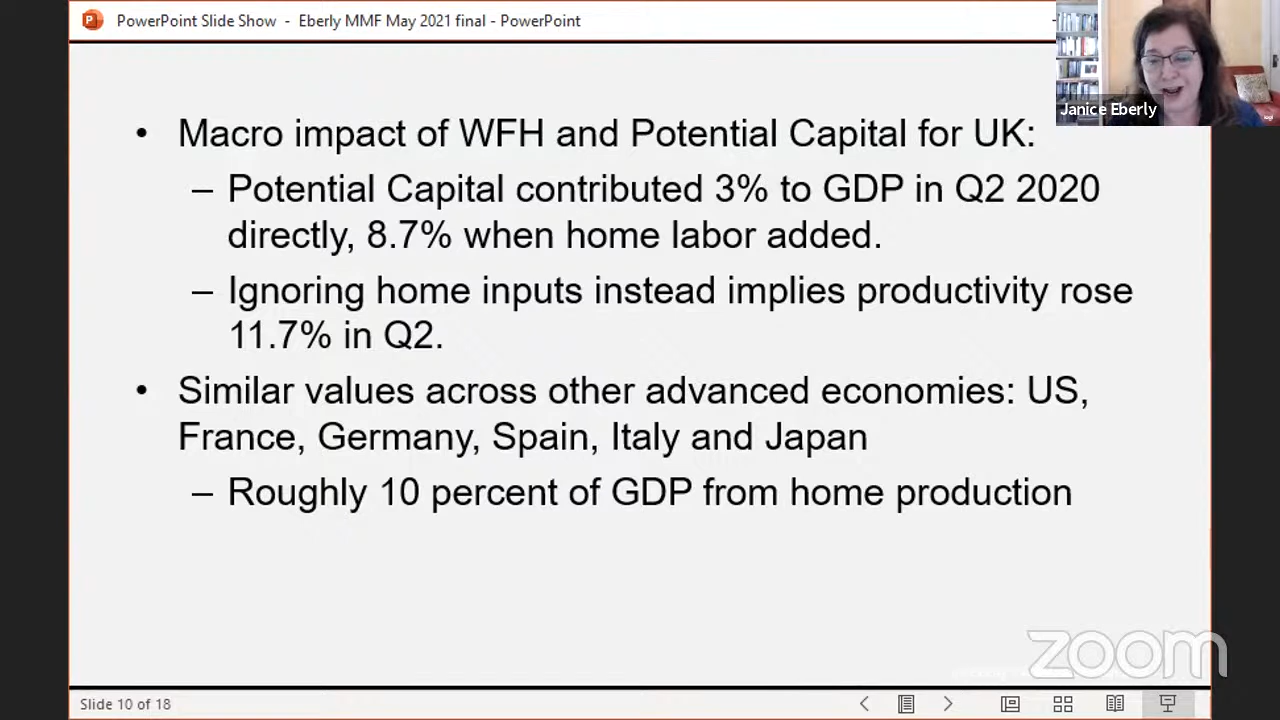 PowerPoint Slide Show - Eberly MMF May 2021 final - PowerPoint
Janice Eberly
• Macro impact of WFH and Potential Capital for UK:
– Potential Capital contributed 3% to GDP in Q2 2020
directly, 8.7% when home labor added.
– Ignoring home inputs instead implies productivity rose
11.7% in Q2.
• Similar values across other advanced economies: US,
France, Germany, Spain, Italy and Japan
– Roughly 10 percent of GDP from home production
zoom
Slide 10 of 18